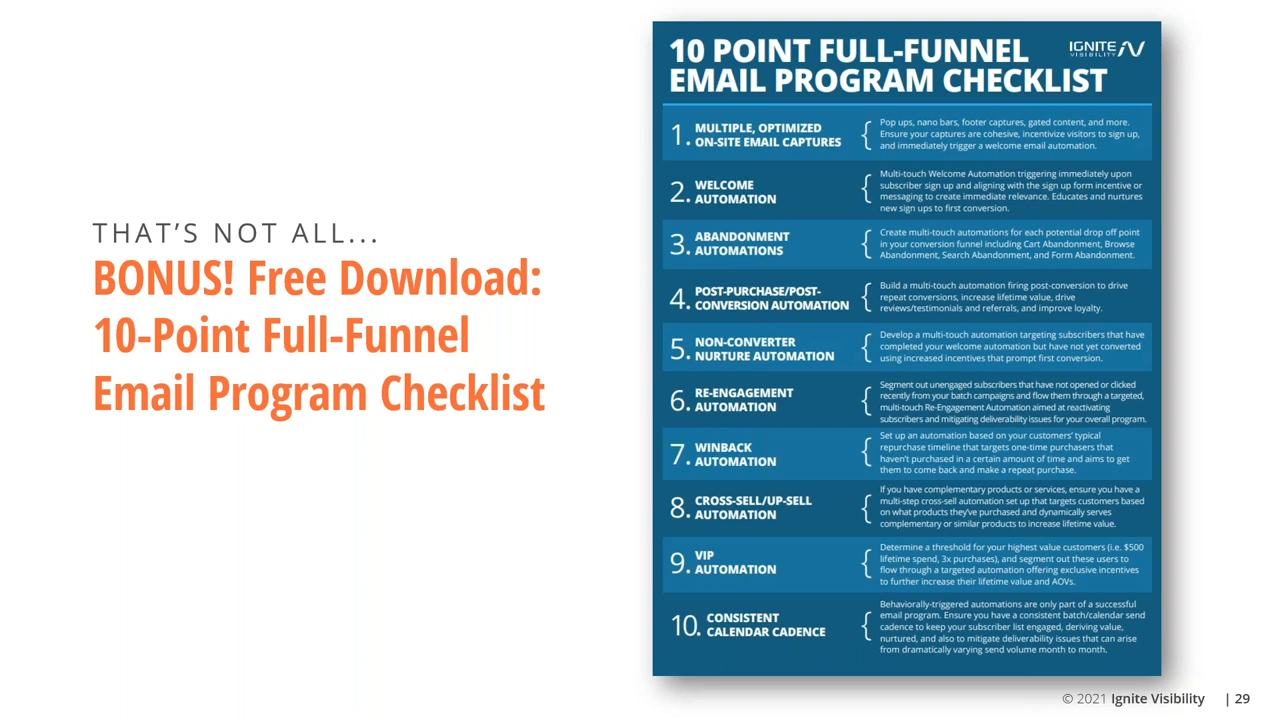 THAT'S NOT ALL...
BONUS! Free Download:
10-Point Full-Funnel
Email Program Checklist
10 POINT FULL-FUNNEL
EMAIL PROGRAM CHECKLIST
IGNITE
VISIBILITY
1. MULTIPLE, OPTIMIZED
ON-SITE EMAIL CAPTURES
Pop ups, nano bars, footer captures, gated content, and more.
Ensure your captures are cohesive, incentivize visitors to sign up,
and immediately trigger a welcome email automation.
2. WELCOME
AUTOMATION
Multi-touch Welcome Automation triggering immediately upon
subscriber sign up and aligning with the sign up form incentive or
messaging to create immediate relevance. Educates and nurtures
new sign ups to first conversion.
3. ABANDONMENT
AUTOMATIONS
Create multi-touch automations for each potential drop off point
in your conversion funnel including Cart Abandonment, Browse
Abandonment, Search Abandonment, and Form Abandonment.
4. POST-PURCHASE/POST-
CONVERSION AUTOMATION
Build a multi-touch automation firing post-conversion to drive
repeat conversions, increase lifetime value, drive
reviews/testimonials and referrals, and improve loyalty.
5. NON-CONVERTER
NURTURE AUTOMATION
Develop a multi-touch automation targeting subscribers that have
completed your welcome automation but have not yet converted
using increased incentives that prompt first conversion.
6. RE-ENGAGEMENT
AUTOMATION
Segment out unengaged subscribers that have not opened or clicked
recently from your batch campaigns and flow them through a targeted,
multi-touch Re-Engagement Automation aimed at reactivating
subscribers and mitigating deliverability issues for your overall program.
7. WINBACK
AUTOMATION
Set up an automation based on your customers' typical
repurchase timeline that targets one-time purchasers that
haven't purchased in a certain amount of time and aims to get
them to come back and make a repeat purchase.
8. CROSS-SELL/UP-SELL
AUTOMATION
If you have complementary products or services, ensure you have a
multi-step cross-sell automation set up that targets customers based
on what products they've purchased and dynamically serves
complementary or similar products to increase lifetime value.
9. VIP
AUTOMATION
Determine a threshold for your highest value customers (i.e. $500
lifetime spend, 3x purchases), and segment out these users to
flow through a targeted automation offering exclusive incentives
to further increase their lifetime value and AOVs.
10. CONSISTENT
CALENDAR CADENCE
Behaviorally-triggered automations are only part of a successful
email program. Ensure you have a consistent batch/calendar send
cadence to keep your subscriber list engaged, deriving value,
nurtured, and also to mitigate deliverability issues that can arise
from dramatically varying send volume month to month.
© 2021 Ignite Visibility | 29